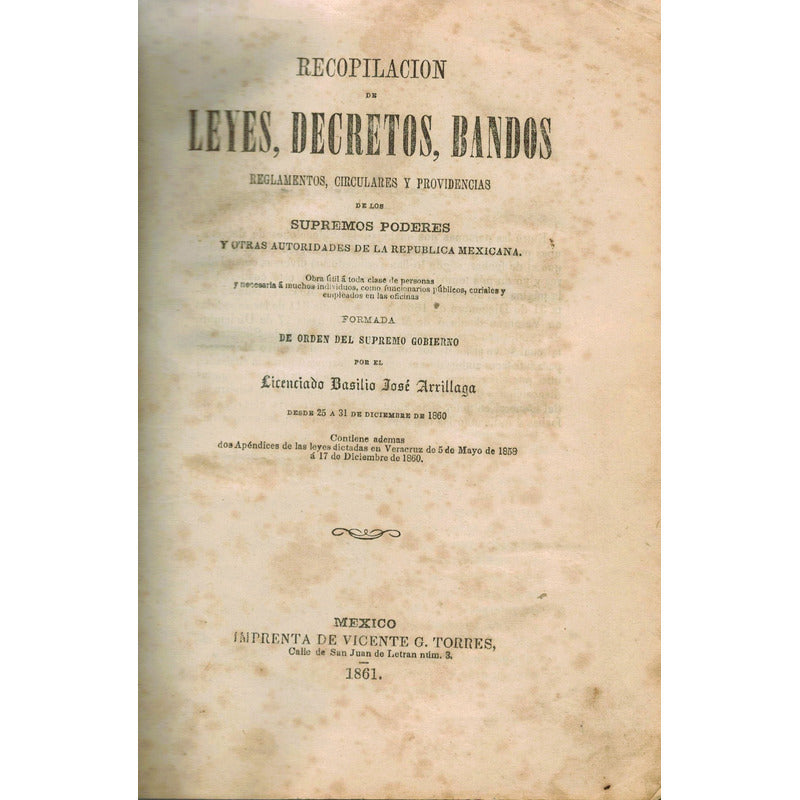 RECOPILACION
DE
LEYES, DECRETOS, BANDOS
REGLAMENTOS, CIRCULARES Y PROVIDENCIAS
DE LOS
SUPREMOS PODERES
Y OTRAS AUTORIDADES DE LA REPUBLICA MEXICANA.
Obra útil á toda clase de personas
y necesaria á muchos individuos, como funcionarios públicos, curiales y
empleados en las oficinas
FORMADA
DE ORDEN DEL SUPREMO GOBIERNO
POR EL
Licenciado Basilio José Arrillaga
DESDE 25 A 31 DE DICIEMBRE DE 1860
Contiene ademas
dos Apéndices de las leyes dictadas en Veracruz de 5 de Mayo de 1859
á 17 de Diciembre de 1860.
MEXICO
IMPRENTA DE VICENTE G. TORRES,
Calle de San Juan de Letran núm. 3.
1861.